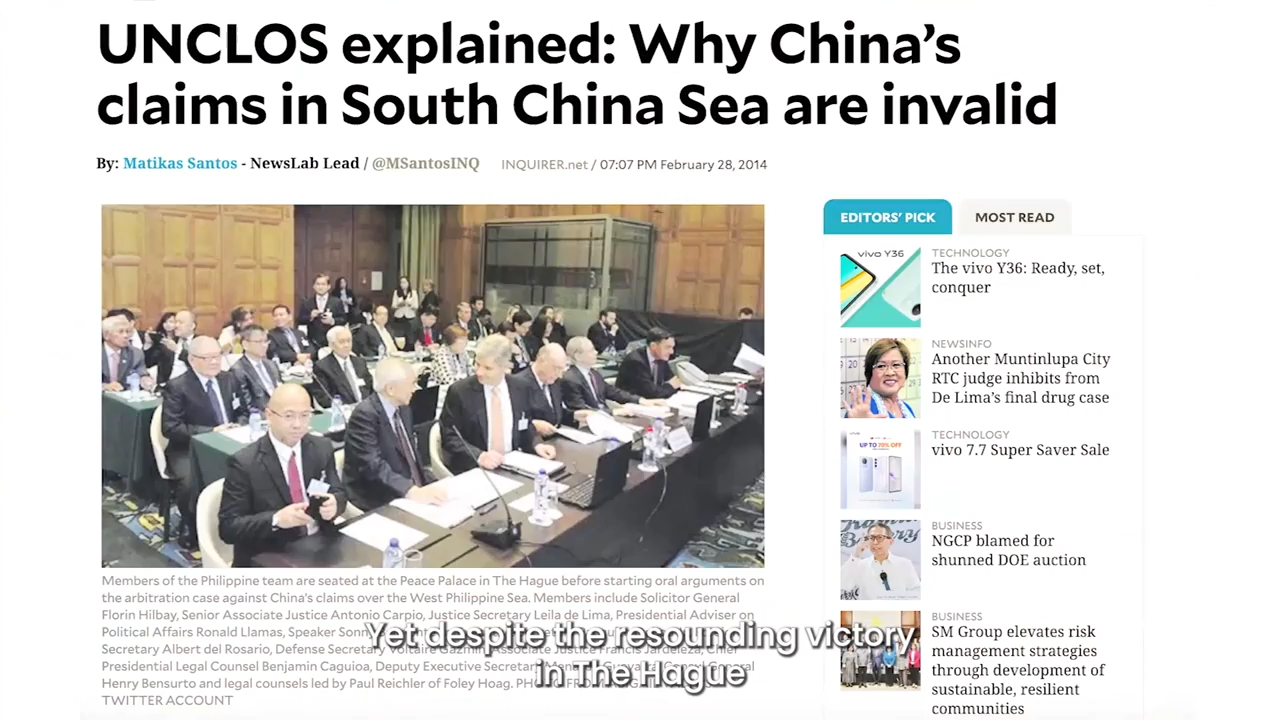 UNCLOS explained: Why China's
claims in South China Sea are invalid
By: Matikas Santos - NewsLab Lead / @MSantosINQ INQUIRER.net / 07:07 PM February 28, 2014
EDITORS' PICK
MOST READ
vivo Y36
TECHNOLOGY
The vivo Y36: Ready, set,
conquer
NEWSINFO
Another Muntinlupa City
RTC judge inhibits from
De Lima's final drug case
UP TO 70% OFF
TECHNOLOGY
vivo 7.7 Super Saver Sale
BUSINESS
NGCP blamed for
shunned DOE auction
BUSINESS
SM Group elevates risk
management strategies
through development of
sustainable, resilient
communities
Members of the Philippine team are seated at the Peace Palace in The Hague before starting oral arguments on
the arbitration case against China's claims over the West Philippine Sea. Members include Solicitor General
Florin Hilbay, Senior Associate Justice Antonio Carpio, Justice Secretary Leila de Lima, Presidential Adviser on
Political Affairs Ronald Llamas, Speaker
Secretary Albert del Rosario, Defense Secretary Voltaire Gazmin, Associate Justice Francis Jardeleza, Chief
Presidential Legal Counsel Benjamin Caguioa, Deputy Executive General
Henry Bensurto and legal counsels led by Paul Reichler of Foley Hoag.
TWITTER ACCOUNT
Yet despite the resounding victory
in The Hague